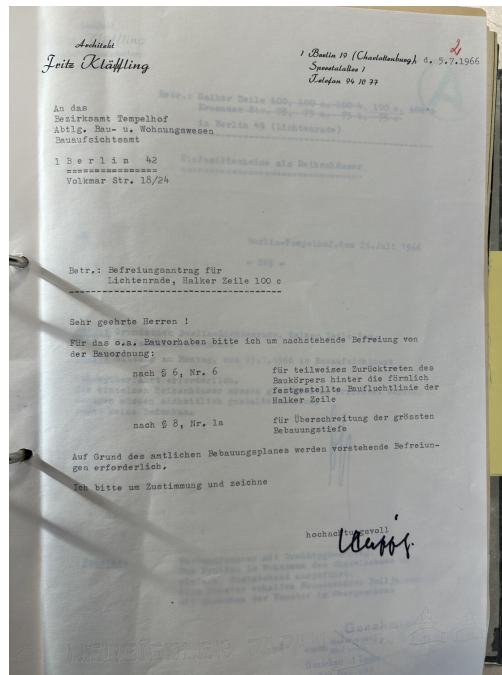 2
Architekt
Fritz Kläffling
1 Berlin 19 (Charlottenburg), d. 5.7.1966
Telefon 94 10 77
An das
Bezirksamt Tempelhof
Abtlg. Bau- u. Wohnungswesen
Bauaufsichtsamt
1 B e r l i n  42
===============
Volkmar Str. 18/24
Betr.: Befreiungsantrag für
Lichtenrade, Halker Zeile 100 c
Sehr geehrte Herren !
Für das o.a. Bauvorhaben bitte ich um nachstehende Befreiung von
der Bauordnung:
nach § 6, Nr. 6 für teilweises Zurücktreten des
Baukörpers hinter die förmlich
festgestellte Baufluchtlinie der
Halker Zeile
nach § 8, Nr. 1a für Überschreitung der grössten
Bebauungstiefe
Auf Grund des amtlichen Bebauungsplanes werden vorstehende Befreiun-
gen erforderlich.
Ich bitte um Zustimmung und zeichne
hochachtungsvoll